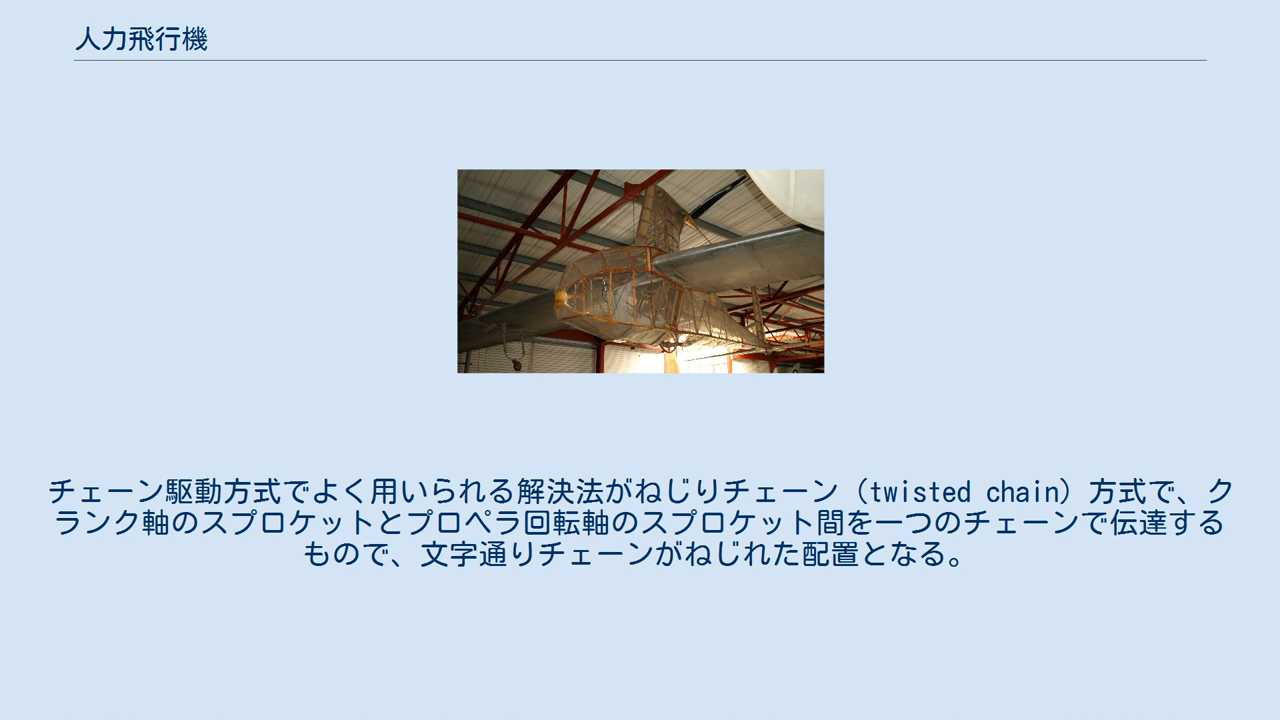 人力飛行機
チェーン駆動方式でよく用いられる解決法がねじりチェーン（twisted chain）方式で、ク
ランク軸のスプロケットとプロペラ回転軸のスプロケット間を一つのチェーンで伝達する
もので、文字通りチェーンがねじれた配置となる。